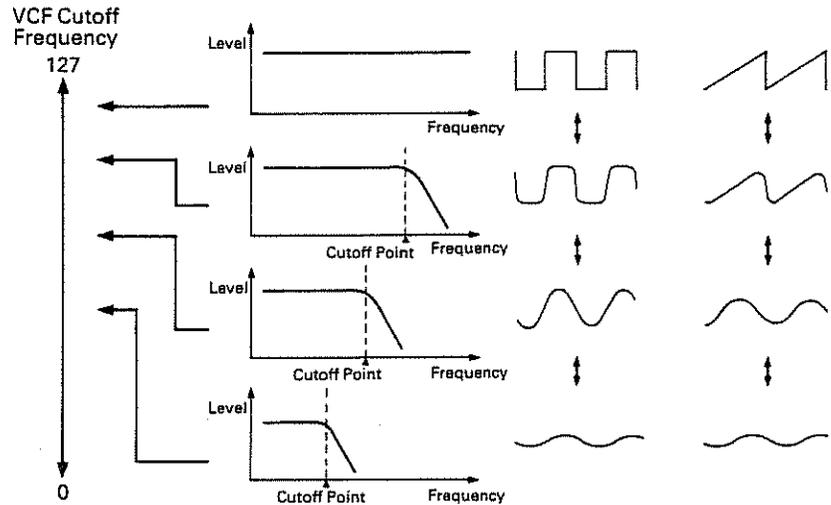 VCF Cutoff
Frequency
127
Level
Frequency
Level
Cutoff Point
Frequency
Level
Cutoff Point
Frequency
Level
0
Cutoff Point
Frequency